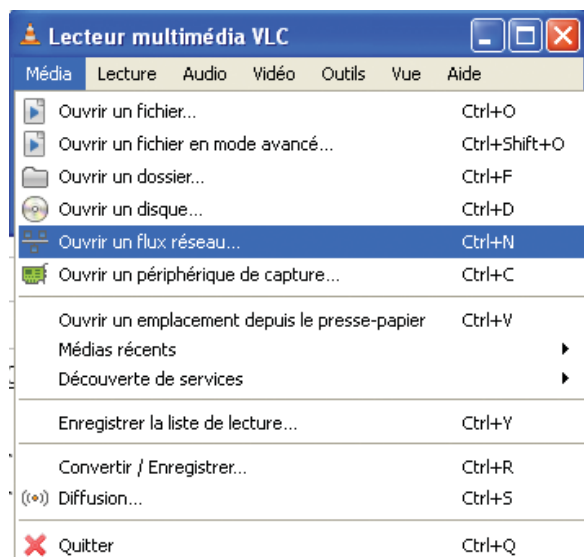 Lecteur multimédia VLC
Média Lecture Audio Vidéo Outils Vue Aide
Ouvrir un fichier... Ctrl+O
Ouvrir un fichier en mode avancé... Ctrl+Shift+O
Ouvrir un dossier... Ctrl+F
Ouvrir un disque... Ctrl+D
Ouvrir un flux réseau... Ctrl+N
Ouvrir un périphérique de capture... Ctrl+C
Ouvrir un emplacement depuis le presse-papier Ctrl+V
Médias récents
Découverte de services
Enregistrer la liste de lecture... Ctrl+Y
Convertir / Enregistrer... Ctrl+R
Diffusion... Ctrl+S
Quitter Ctrl+Q